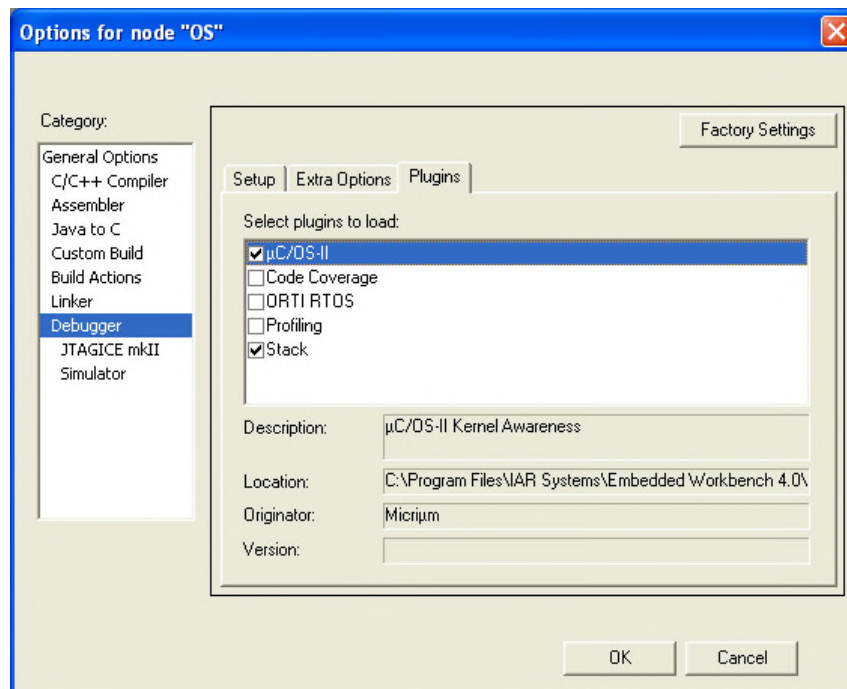 Options for node "OS"
Category:
General Options
C/C++ Compiler
Assembler
Java to C
Custom Build
Build Actions
Linker
Debugger
JTAGICE mkII
Simulator
Factory Settings
Setup
Extra Options
Plugins
Select plugins to load:
µC/OS-II
Code Coverage
ORTI RTOS
Profiling
Stack
Description:
µC/OS-II Kernel Awareness
Location:
C:\Program Files\IAR Systems\Embedded Workbench 4.0\
Originator:
Micriµm
Version:
OK
Cancel